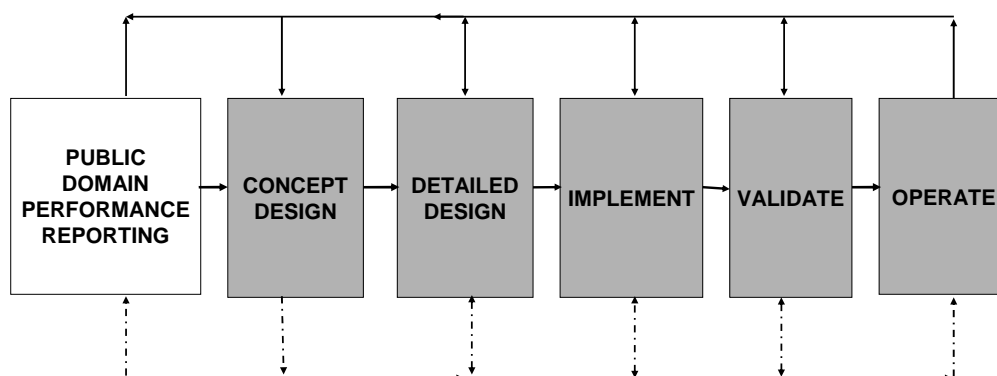 PUBLIC
DOMAIN
PERFORMANCE
REPORTING
CONCEPT
DESIGN
DETAILED
DESIGN
IMPLEMENT
VALIDATE
OPERATE